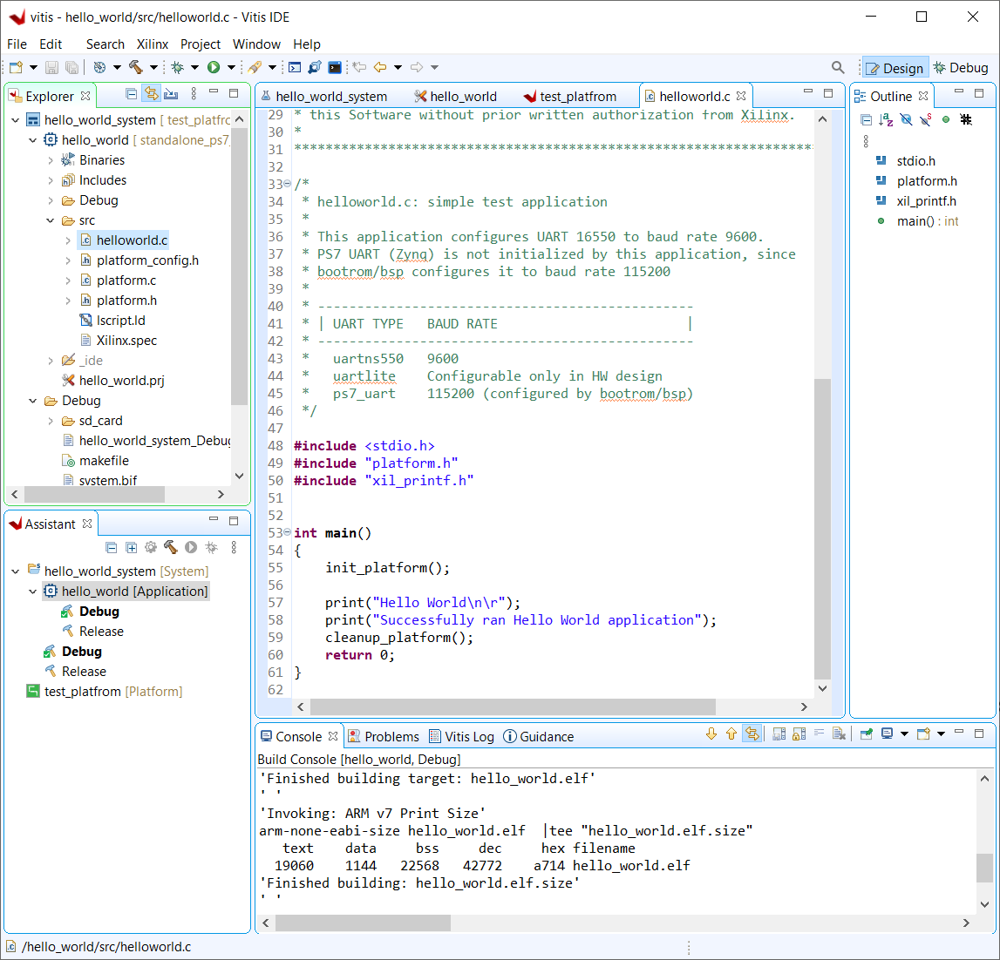 vitis - hello_world/src/helloworld.c - Vitis IDE
File Edit Search Xilinx Project Window Help
Design Debug
Explorer
hello_world_system [ test_platfrc
hello_world [ standalone_ps7_
Binaries
Includes
Debug
src
helloworld.c
platform_config.h
platform.c
platform.h
lscript.ld
Xilinx.spec
_ide
hello_world.prj
Debug
sd_card
hello_world_system_Debug
makefile
system.bif
Assistant
hello_world_system [System]
hello_world [Application]
Debug
Release
Debug
Release
test_platfrom [Platform]
hello_world_system hello_world test_platfrom helloworld.c
29 * this Software without prior written authorization from Xilinx.
30 *
31 ******************************************************************
32
33 /*
34  * helloworld.c: simple test application
35  *
36  * This application configures UART 16550 to baud rate 9600.
37  * PS7 UART (Zynq) is not initialized by this application, since
38  * bootrom/bsp configures it to baud rate 115200
39  *
40  * ------------------------------------------------
41  * | UART TYPE   BAUD RATE                        |
42  * ------------------------------------------------
43  *   uartns550   9600
44  *   uartlite    Configurable only in HW design
45  *   ps7_uart    115200 (configured by bootrom/bsp)
46  */
47
48 #include <stdio.h>
49 #include "platform.h"
50 #include "xil_printf.h"
51
52
53 int main()
54 {
55     init_platform();
56
57     print("Hello World\n\r");
58     print("Successfully ran Hello World application");
59     cleanup_platform();
60     return 0;
61 }
62
Outline
stdio.h
platform.h
xil_printf.h
main() : int
Console Problems Vitis Log Guidance
Build Console [hello_world, Debug]
'Finished building target: hello_world.elf'
' '
'Invoking: ARM v7 Print Size'
arm-none-eabi-size hello_world.elf  |tee "hello_world.elf.size"
   text    data     bss     dec     hex filename
  19060    1144   22568   42772    a714 hello_world.elf
'Finished building: hello_world.elf.size'
' '
/hello_world/src/helloworld.c